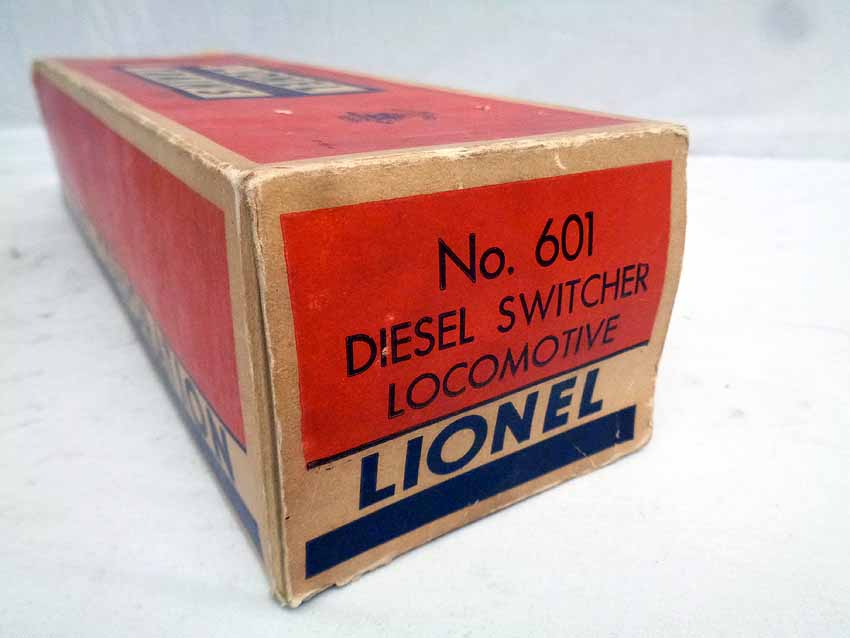 No. 601
DIESEL SWITCHER
LOCOMOTIVE
LIONEL